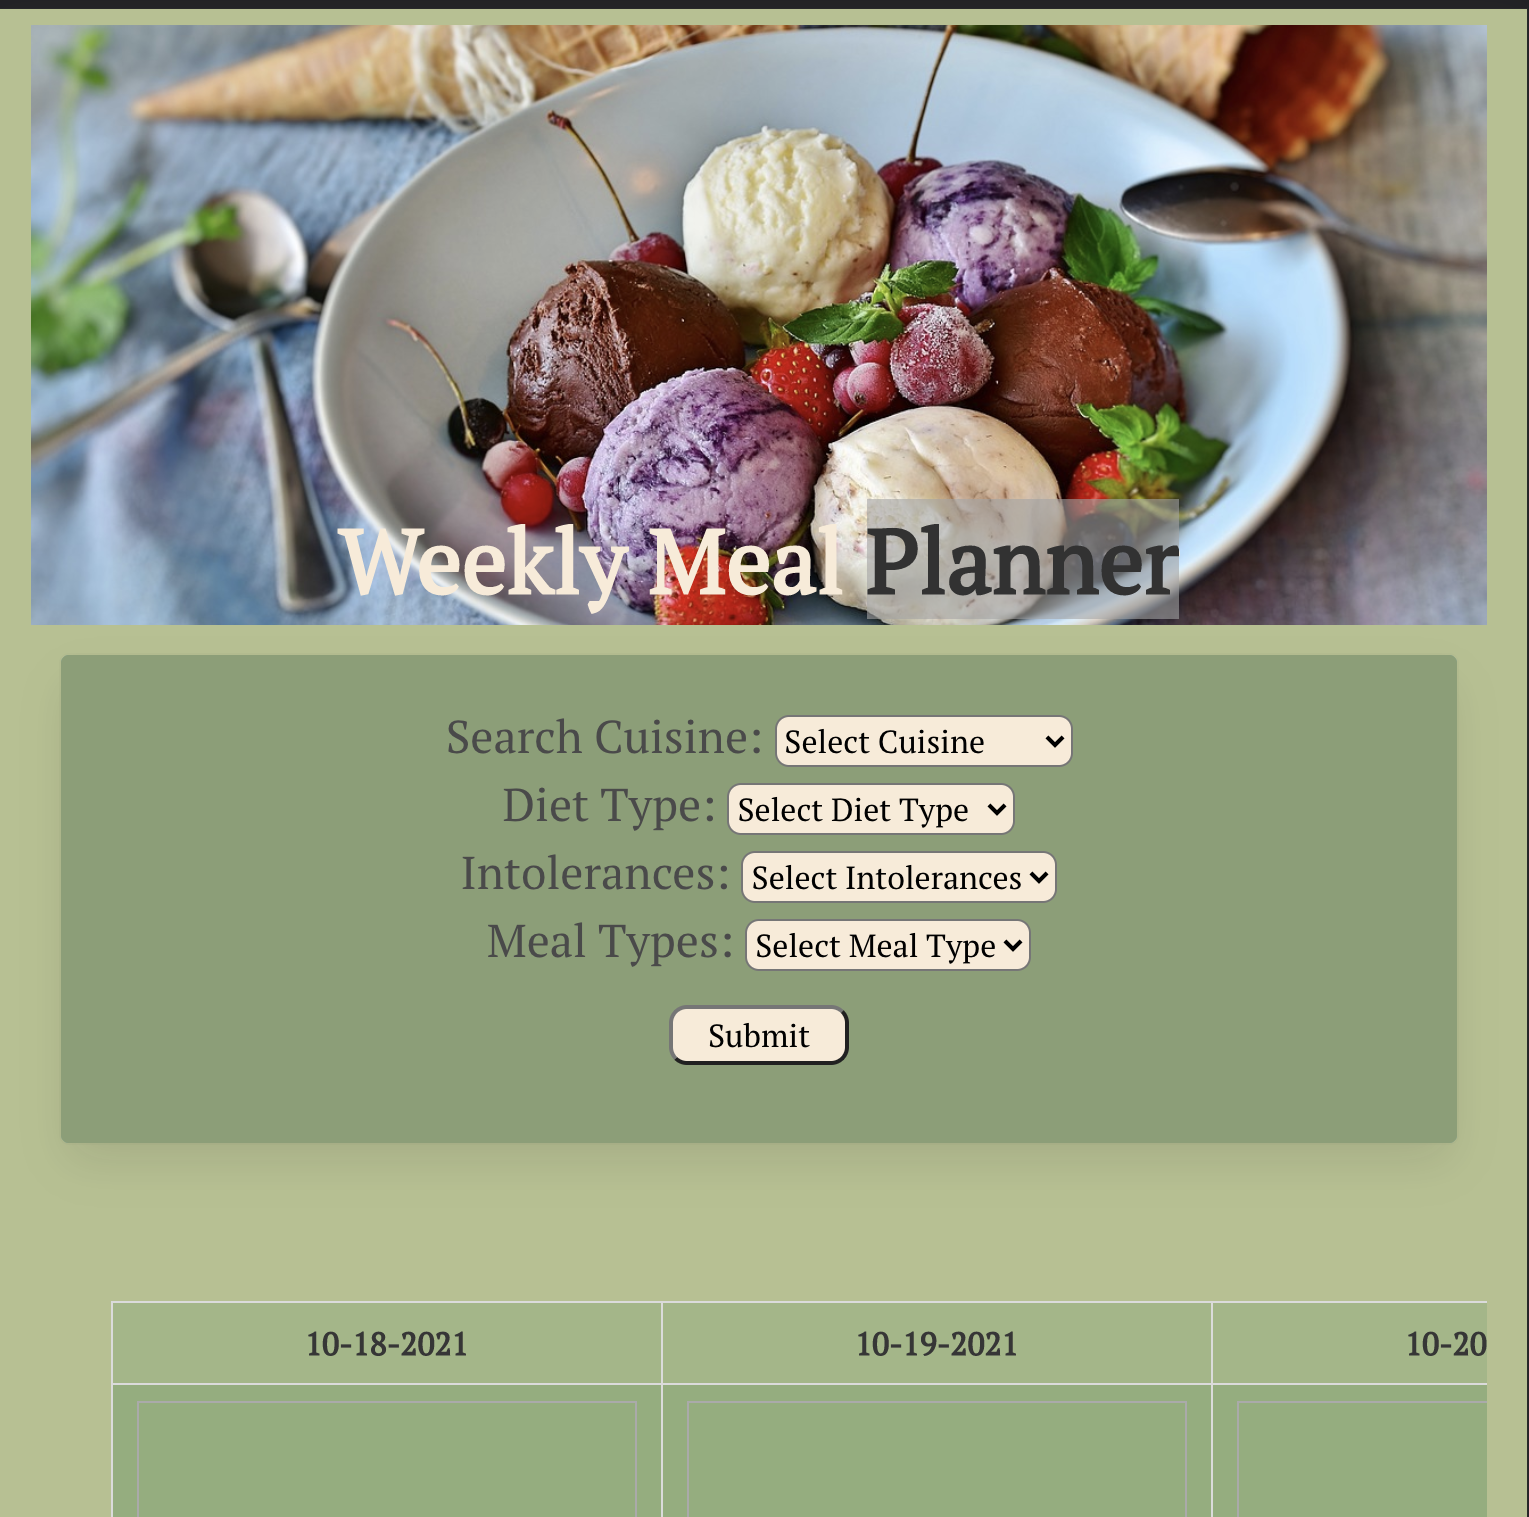 Weekly Meal Planner
Search Cuisine: Select Cuisine
Diet Type: Select Diet Type
Intolerances: Select Intolerances
Meal Types: Select Meal Type
Submit
10-18-2021 10-19-2021 10-20